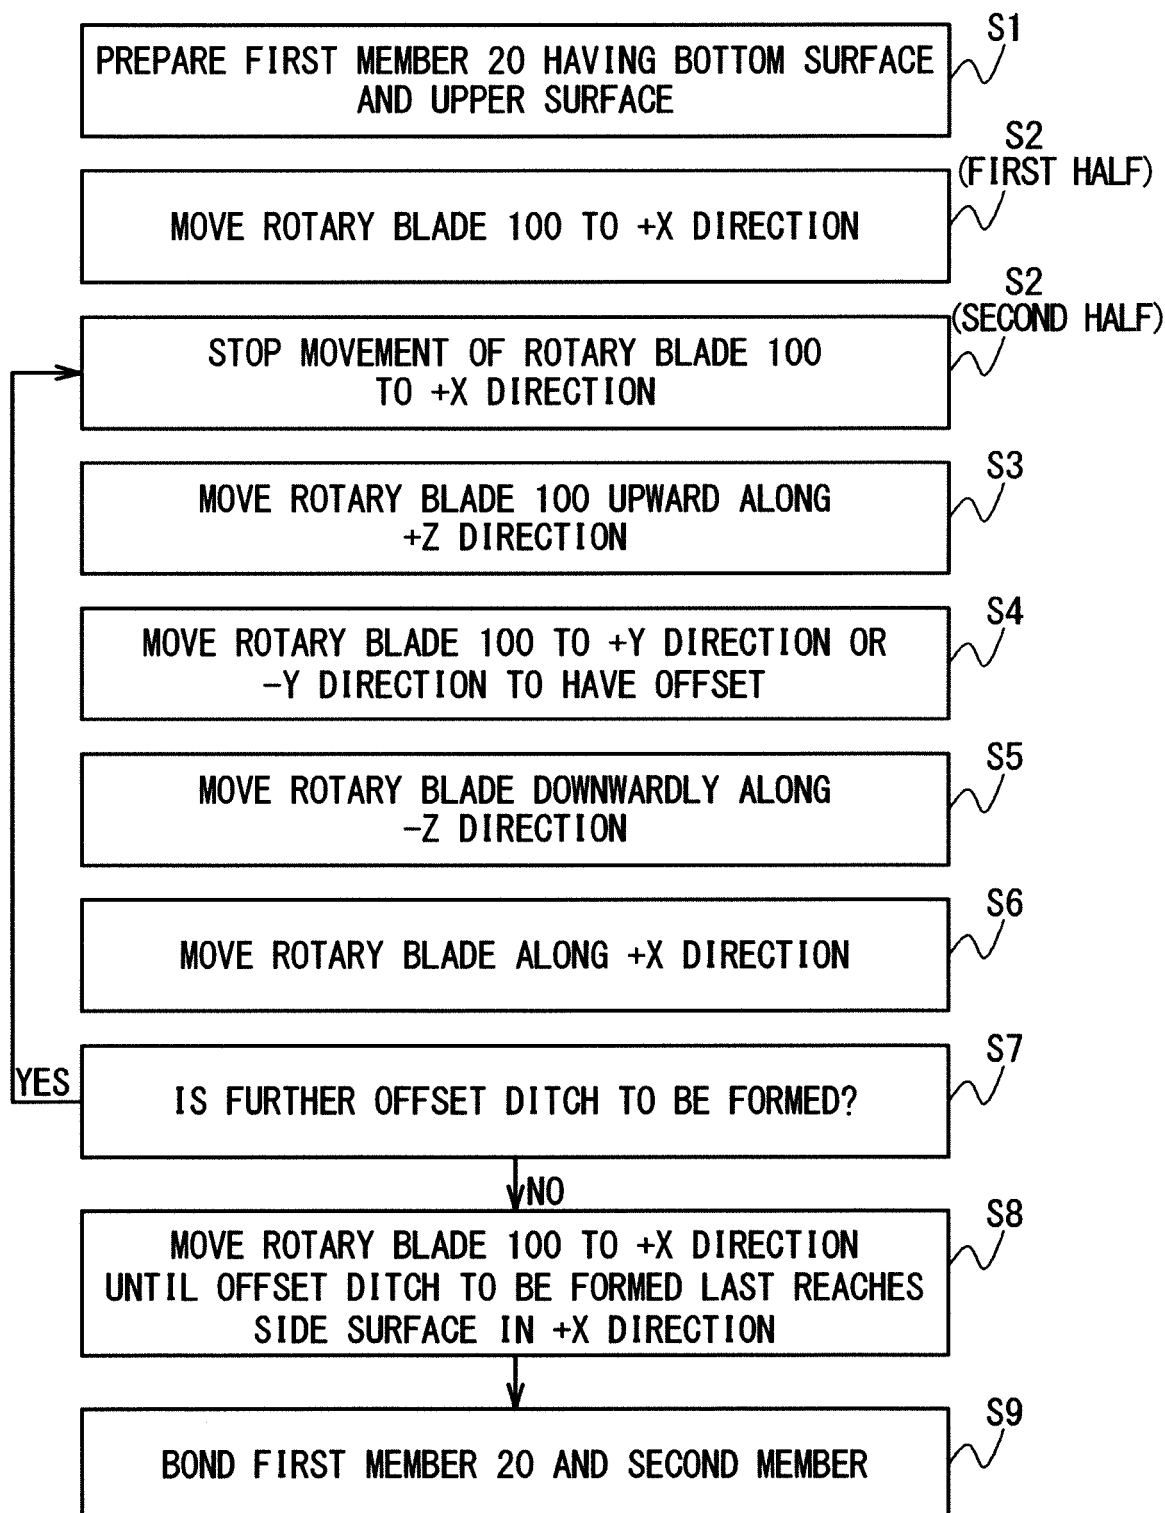 S1
PREPARE FIRST MEMBER 20 HAVING BOTTOM SURFACE
AND UPPER SURFACE
S2
(FIRST HALF)
MOVE ROTARY BLADE 100 TO +X DIRECTION
S2
(SECOND HALF)
STOP MOVEMENT OF ROTARY BLADE 100
TO +X DIRECTION
S3
MOVE ROTARY BLADE 100 UPWARD ALONG
+Z DIRECTION
S4
MOVE ROTARY BLADE 100 TO +Y DIRECTION OR
-Y DIRECTION TO HAVE OFFSET
S5
MOVE ROTARY BLADE DOWNWARDLY ALONG
-Z DIRECTION
S6
MOVE ROTARY BLADE ALONG +X DIRECTION
S7
YES
IS FURTHER OFFSET DITCH TO BE FORMED?
NO
S8
MOVE ROTARY BLADE 100 TO +X DIRECTION
UNTIL OFFSET DITCH TO BE FORMED LAST REACHES
SIDE SURFACE IN +X DIRECTION
S9
BOND FIRST MEMBER 20 AND SECOND MEMBER